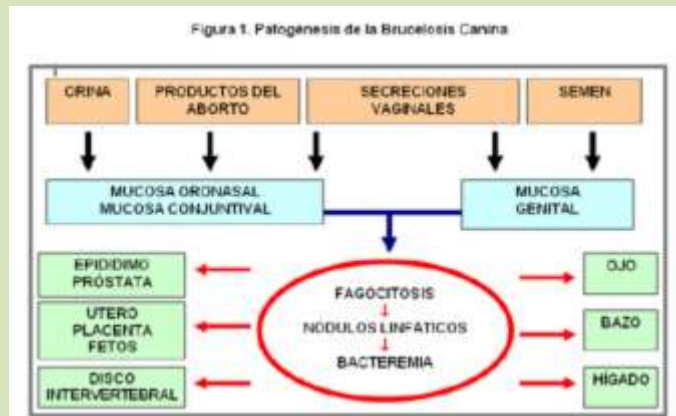 Figura 1. Patogénesis de la Brucelosis Canina
ORINA
PRODUCTOS DEL
ABORTO
SECRECIONES
VAGINALES
SEMEN
MUCOSA ORONASAL
MUCOSA CONJUNTIVAL
MUCOSA
GENITAL
EPIDIDIMO
PRÓSTATA
UTERO
PLACENTA
FETOS
DISCO
INTERVERTEBRAL
FAGOCITOSIS
NÓDULOS LINFATICOS
BACTEREMIA
OJO
BAZO
HÍGADO